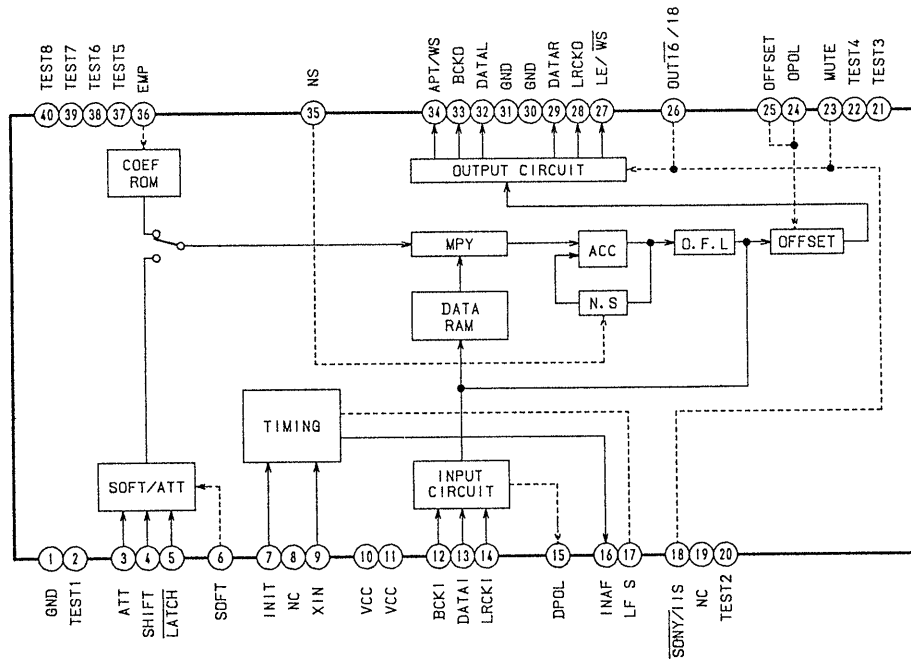 TEST8
TEST7
TEST6
TEST5
EMP
NS
APT/WS
BCKO
DATAL
GND
GND
DATAR
LRCKO
LE/WS
OUT16/18
OFFSET
OPOL
MUTE
TEST4
TEST3
40
39
38
37
36
35
34
33
32
31
30
29
28
27
26
25
24
23
22
21
COEF
ROM
OUTPUT CIRCUIT
MPY
ACC
O.F.L
OFFSET
DATA
RAM
N.S
TIMING
SOFT/ATT
INPUT
CIRCUIT
1
2
3
4
5
6
7
8
9
10
11
12
13
14
15
16
17
18
19
20
GND
TEST1
ATT
SHIFT
LATCH
SOFT
INIT
NC
XIN
VCC
VCC
BCKI
DATAI
LRCKI
DPOL
INAF
LF S
SONY/IIS
NC
TEST2